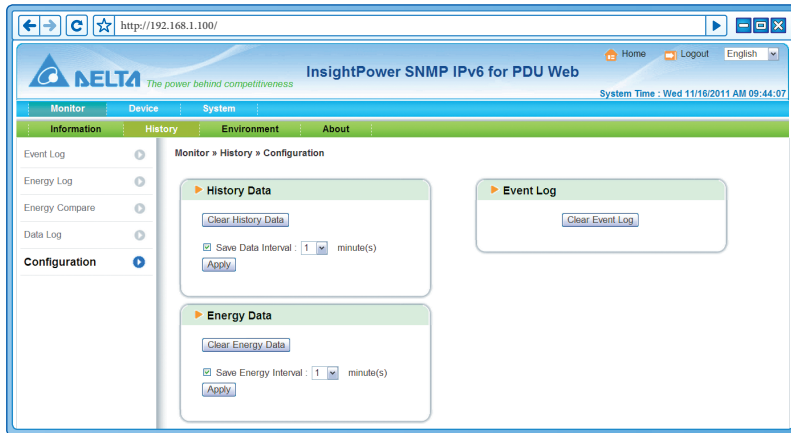 http://192.168.1.100/
Home Logout English
DELTA The power behind competitiveness
InsightPower SNMP IPv6 for PDU Web
System Time : Wed 11/16/2011 AM 09:44:07
Monitor Device System
Information History Environment About
Event Log
Energy Log
Energy Compare
Data Log
Configuration
Monitor » History » Configuration
History Data
Clear History Data
Save Data Interval : 1 minute(s)
Apply
Energy Data
Clear Energy Data
Save Energy Interval : 1 minute(s)
Apply
Event Log
Clear Event Log